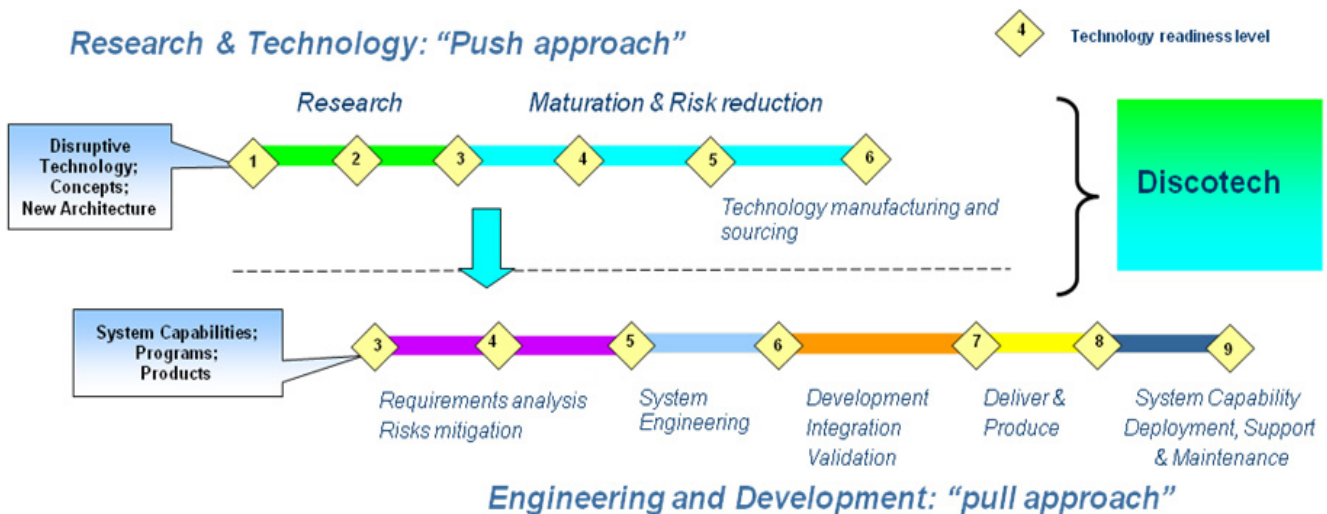 Research & Technology: “Push approach”
4
Technology readiness level
Research
Maturation & Risk reduction
Disruptive
Technology;
Concepts;
New Architecture
1
2
3
4
5
6
Discotech
Technology manufacturing and
sourcing
System Capabilities;
Programs;
Products
3
4
5
6
7
8
9
Requirements analysis
Risks mitigation
System
Engineering
Development
Integration
Validation
Deliver &
Produce
System Capability
Deployment, Support
& Maintenance
Engineering and Development: “pull approach”